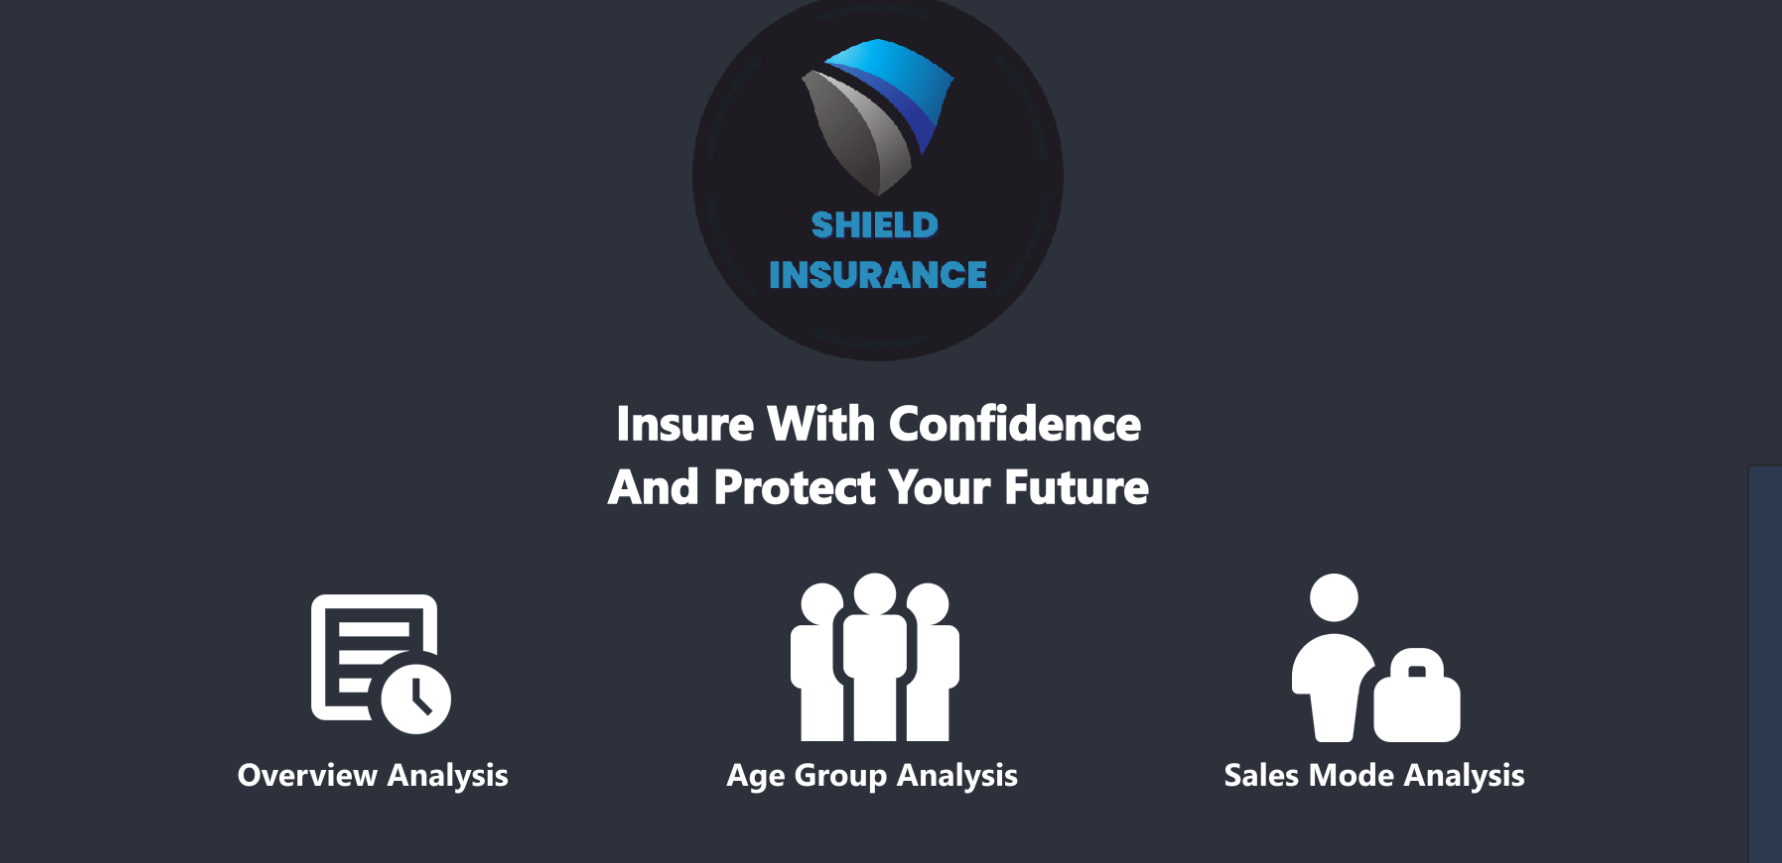 SHIELD
INSURANCE
Insure With Confidence
And Protect Your Future
Overview Analysis
Age Group Analysis
Sales Mode Analysis